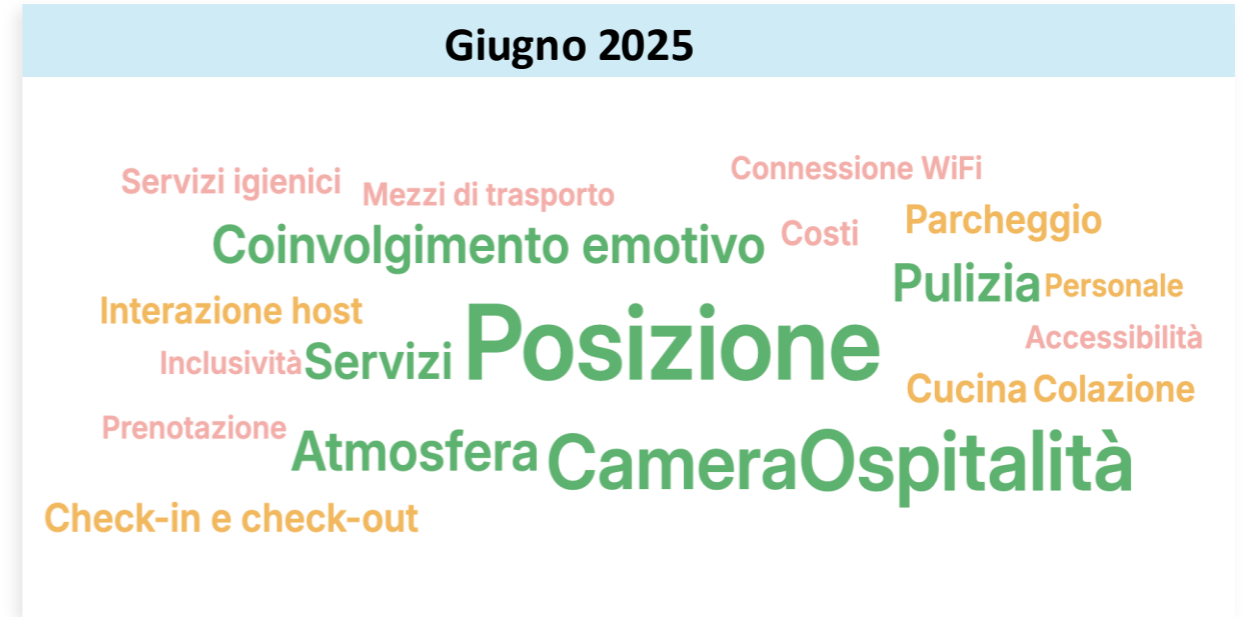 Giugno 2025
Servizi igienici
Mezzi di trasporto
Connessione WiFi
Coinvolgimento emotivo
Costi
Parcheggio
Pulizia
Personale
Interazione host
Inclusività
Servizi
Posizione
Accessibilità
Cucina
Colazione
Prenotazione
Atmosfera
Camera
Ospitalità
Check-in e check-out